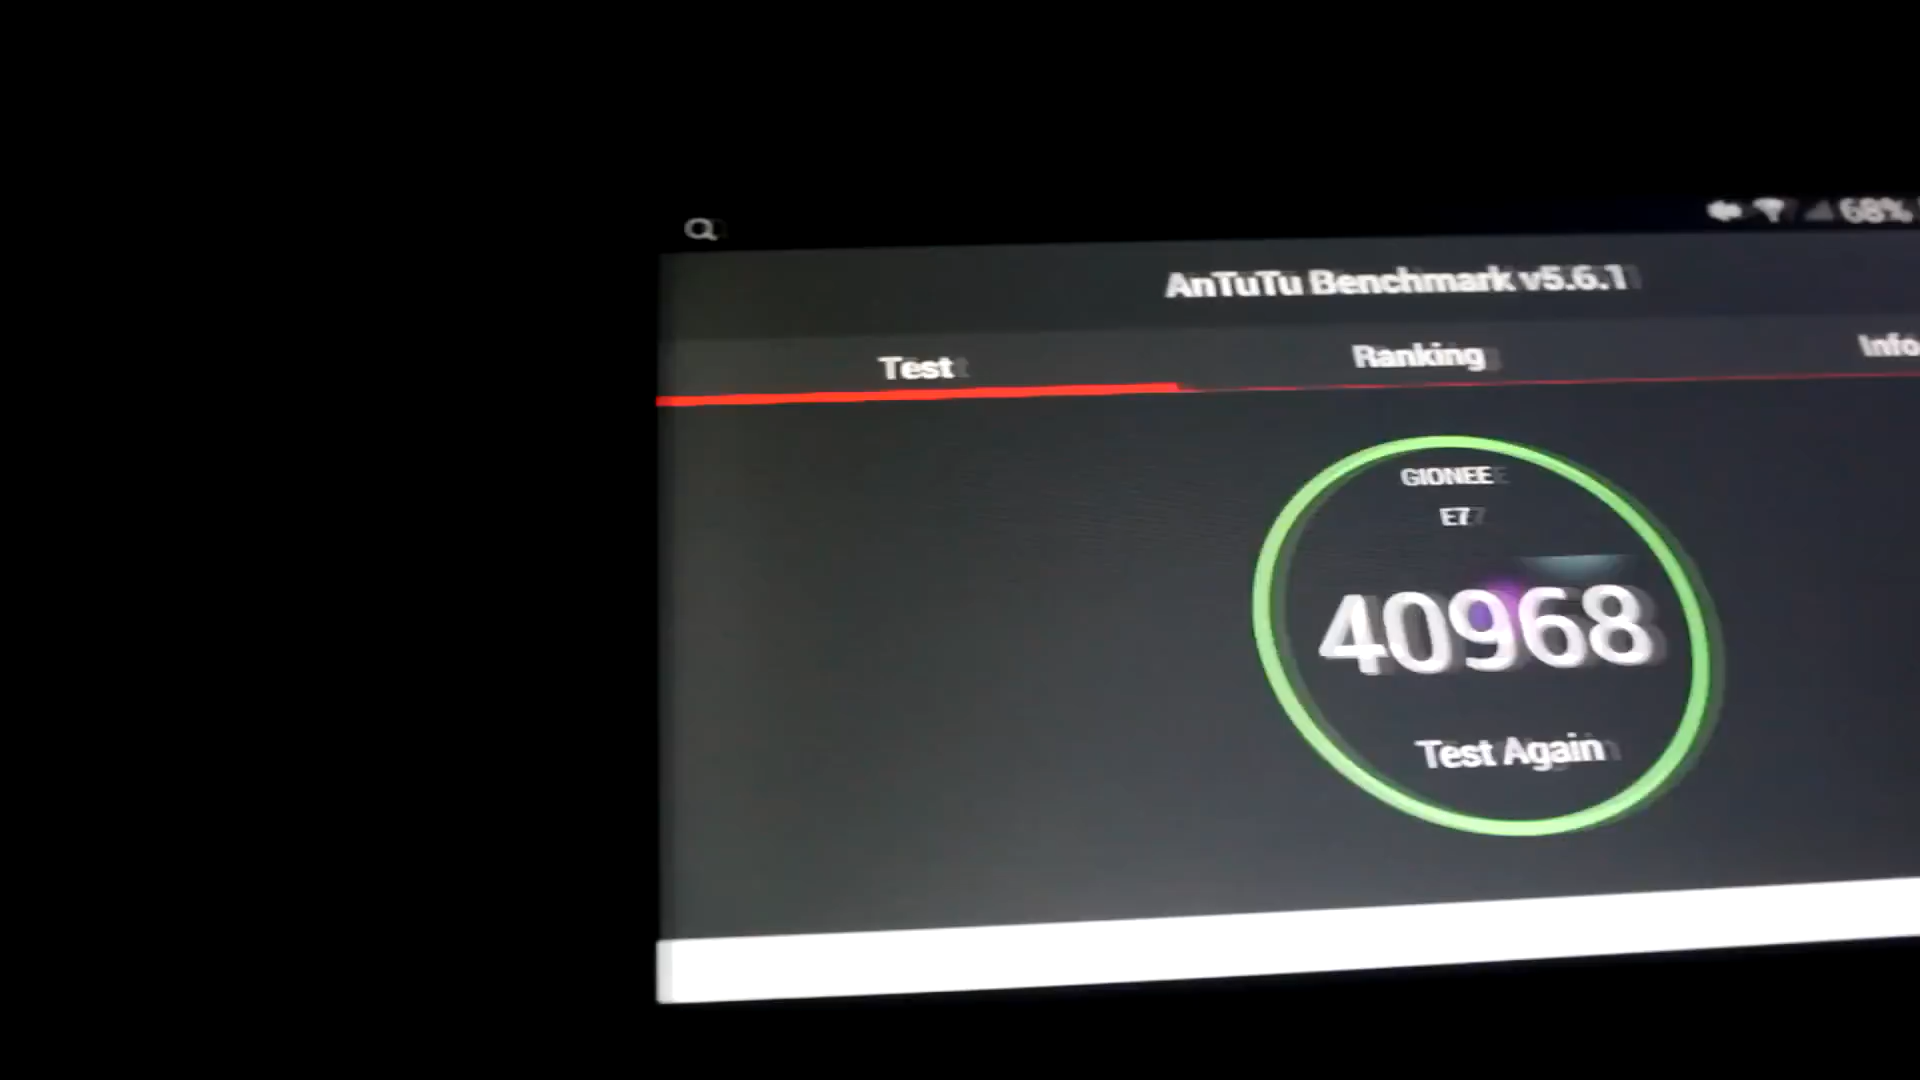 68%
AnTuTu Benchmark v5.6.1
Test
Ranking
Info
GIONEE
E7
40968
Test Again